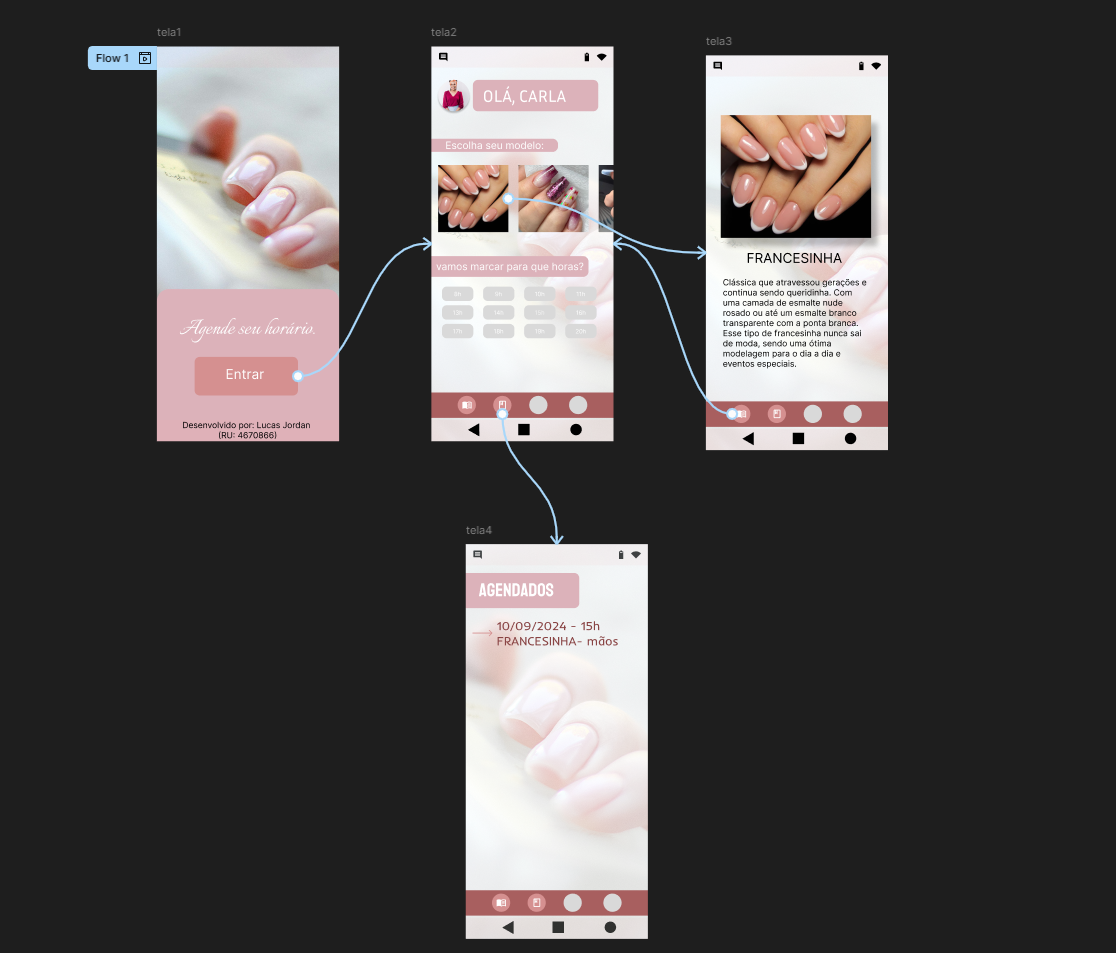 tela1
Flow 1
Agende seu horário.
Entrar
Desenvolvido por: Lucas Jordan
(RU: 4670866)
tela2
OLÁ, CARLA
Escolha seu modelo:
vamos marcar para que horas?
8h 9h 10h 11h
13h 14h 15h 16h
17h 18h 19h 20h
tela3
FRANCESINHA
Clássica que atravessou gerações e
continua sendo queridinha. Com
uma camada de esmalte nude
rosado ou até um esmalte branco
transparente com a ponta branca.
Esse tipo de francesinha nunca sai
de moda, sendo uma ótima
modelagem para o dia a dia e
eventos especiais.
tela4
AGENDADOS
10/09/2024 - 15h
FRANCESINHA- mãos